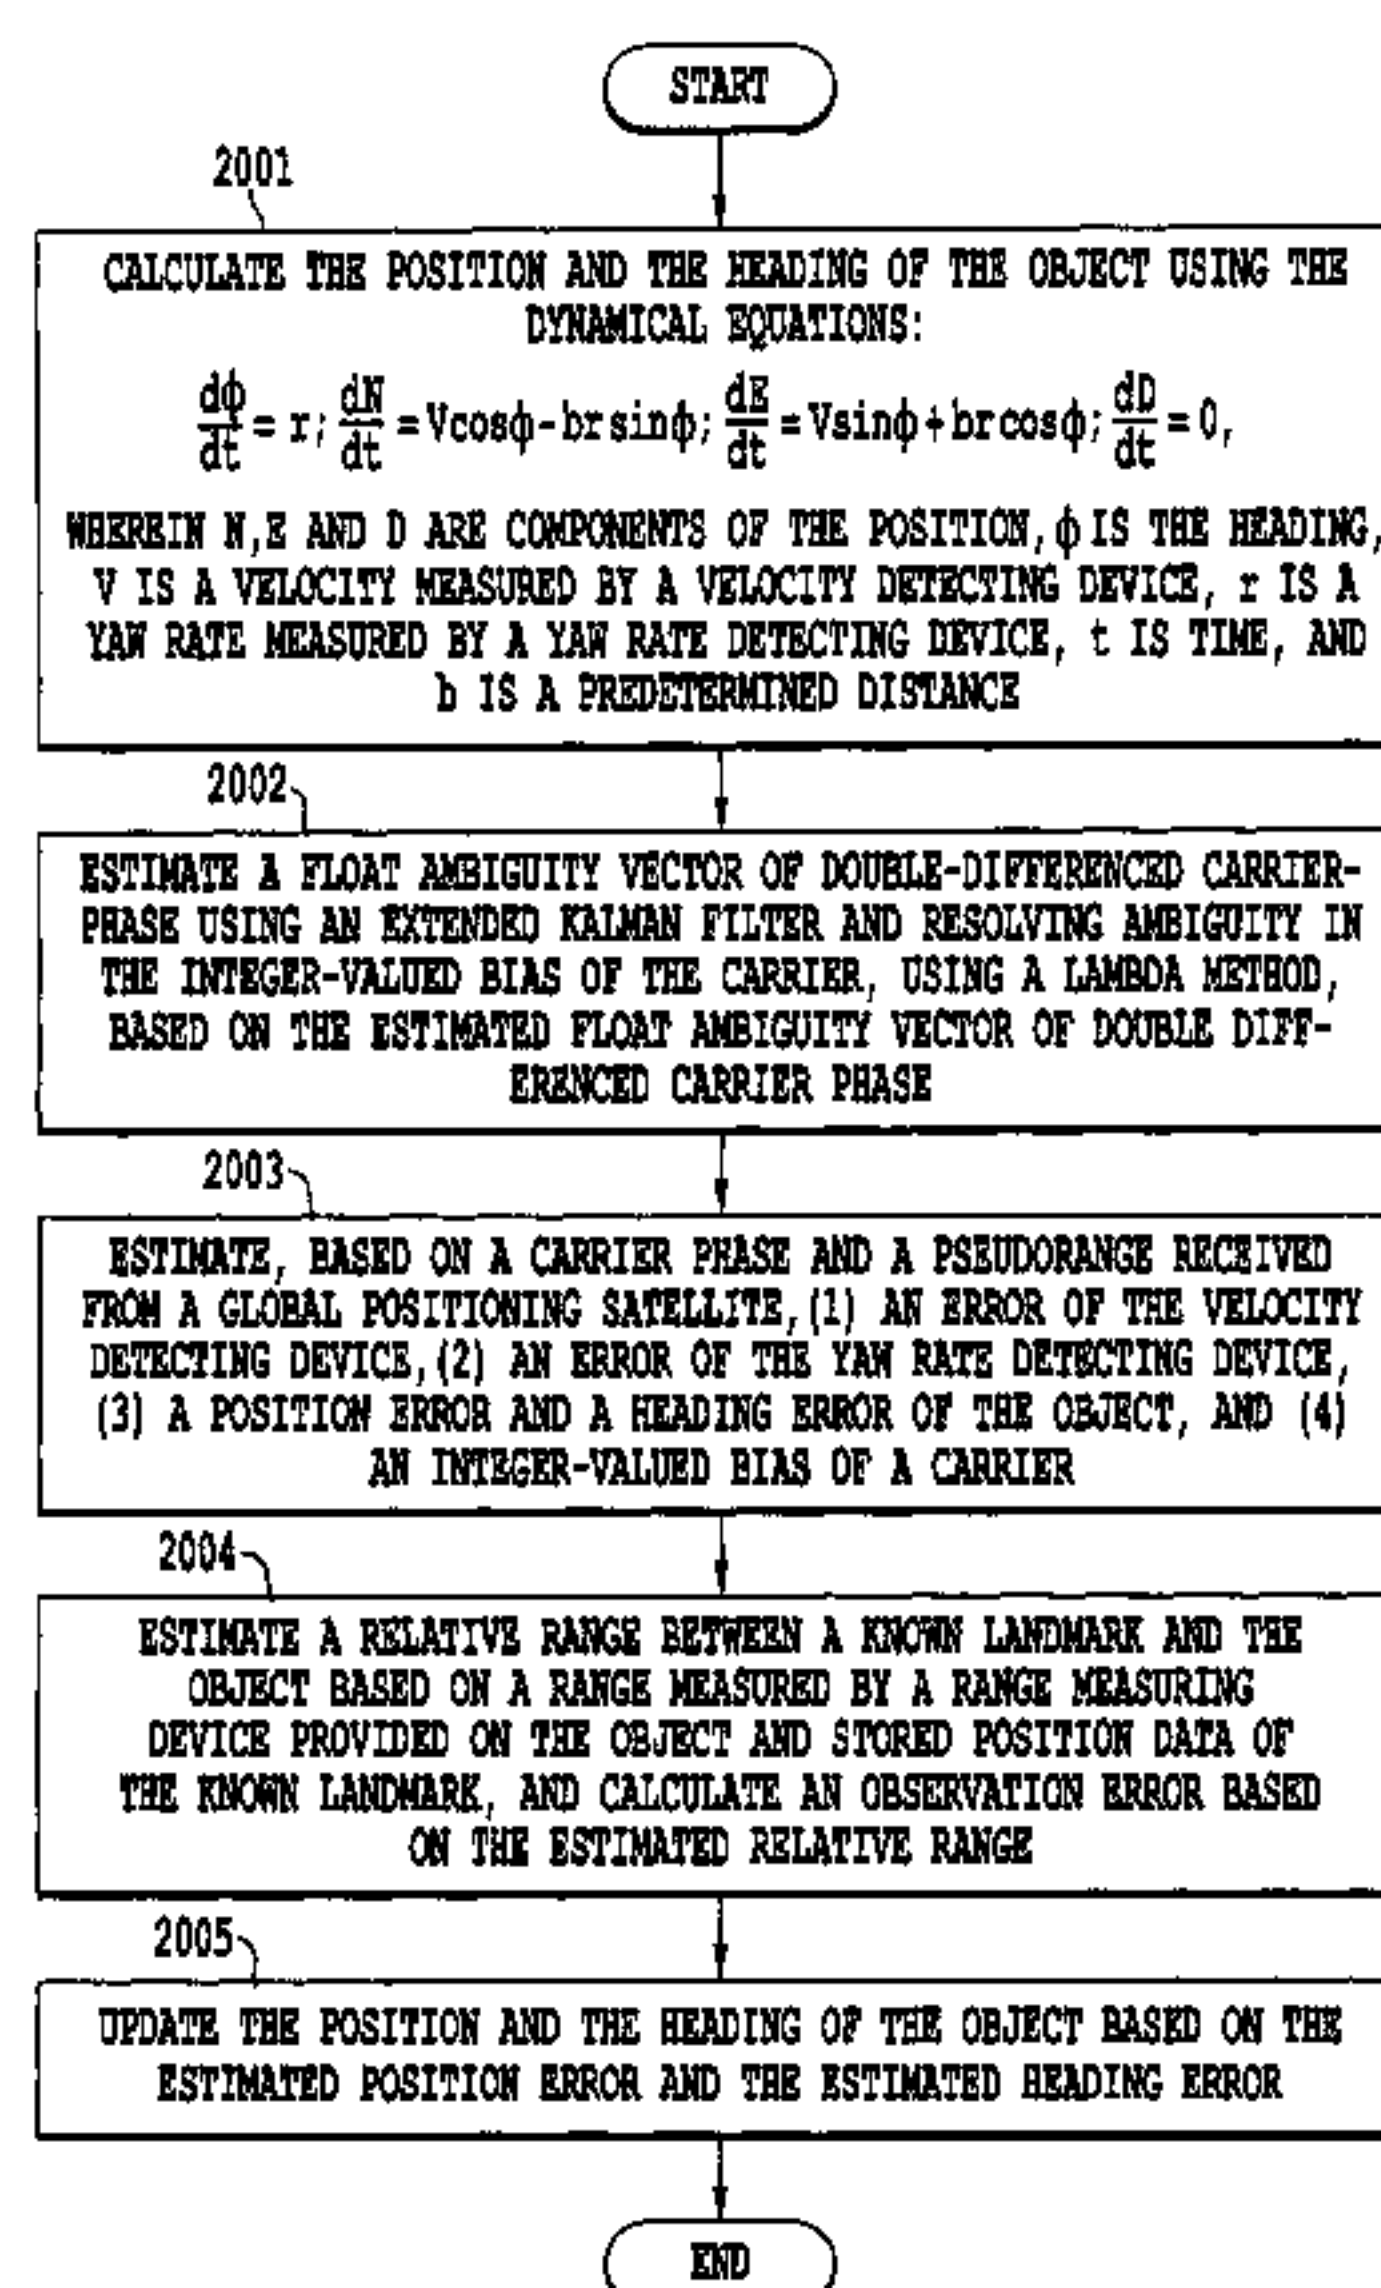 START
2001
CALCULATE THE POSITION AND THE HEADING OF THE OBJECT USING THE
DYNAMICAL EQUATIONS:
dϕ/dt = r; dN/dt = Vcosϕ-brsinϕ; dE/dt = Vsinϕ+brcosϕ; dD/dt = 0,
WHEREIN N,E AND D ARE COMPONENTS OF THE POSITION, ϕ IS THE HEADING,
V IS A VELOCITY MEASURED BY A VELOCITY DETECTING DEVICE, r IS A
YAW RATE MEASURED BY A YAW RATE DETECTING DEVICE, t IS TIME, AND
b IS A PREDETERMINED DISTANCE
2002
ESTIMATE A FLOAT AMBIGUITY VECTOR OF DOUBLE-DIFFERENCED CARRIER-
PHASE USING AN EXTENDED KALMAN FILTER AND RESOLVING AMBIGUITY IN
THE INTEGER-VALUED BIAS OF THE CARRIER, USING A LAMBDA METHOD,
BASED ON THE ESTIMATED FLOAT AMBIGUITY VECTOR OF DOUBLE DIFF-
ERENCED CARRIER PHASE
2003
ESTIMATE, BASED ON A CARRIER PHASE AND A PSEUDORANGE RECEIVED
FROM A GLOBAL POSITIONING SATELLITE,(1) AN ERROR OF THE VELOCITY
DETECTING DEVICE,(2) AN ERROR OF THE YAW RATE DETECTING DEVICE,
(3) A POSITION ERROR AND A HEADING ERROR OF THE OBJECT, AND (4)
AN INTEGER-VALUED BIAS OF A CARRIER
2004
ESTIMATE A RELATIVE RANGE BETWEEN A KNOWN LANDMARK AND THE
OBJECT BASED ON A RANGE MEASURED BY A RANGE MEASURING
DEVICE PROVIDED ON THE OBJECT AND STORED POSITION DATA OF
THE KNOWN LANDMARK, AND CALCULATE AN OBSERVATION ERROR BASED
ON THE ESTIMATED RELATIVE RANGE
2005
UPDATE THE POSITION AND THE HEADING OF THE OBJECT BASED ON THE
ESTIMATED POSITION ERROR AND THE ESTIMATED HEADING ERROR
END